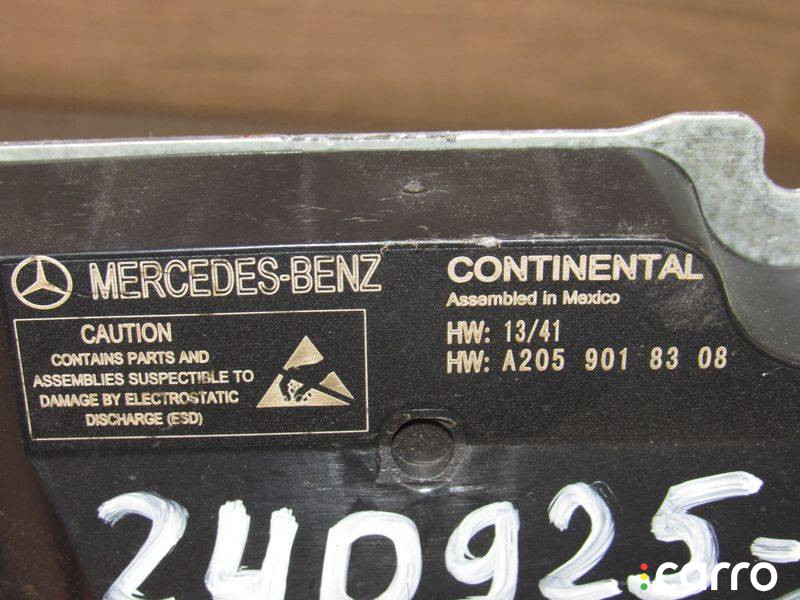 MERCEDES-BENZ
CAUTION
CONTAINS PARTS AND
ASSEMBLIES SUSPECTIBLE TO
DAMAGE BY ELECTROSTATIC
DISCHARGE (ESD)
CONTINENTAL
Assembled in Mexico
HW: 13/41
HW: A205 901 83 08
240925-
carro